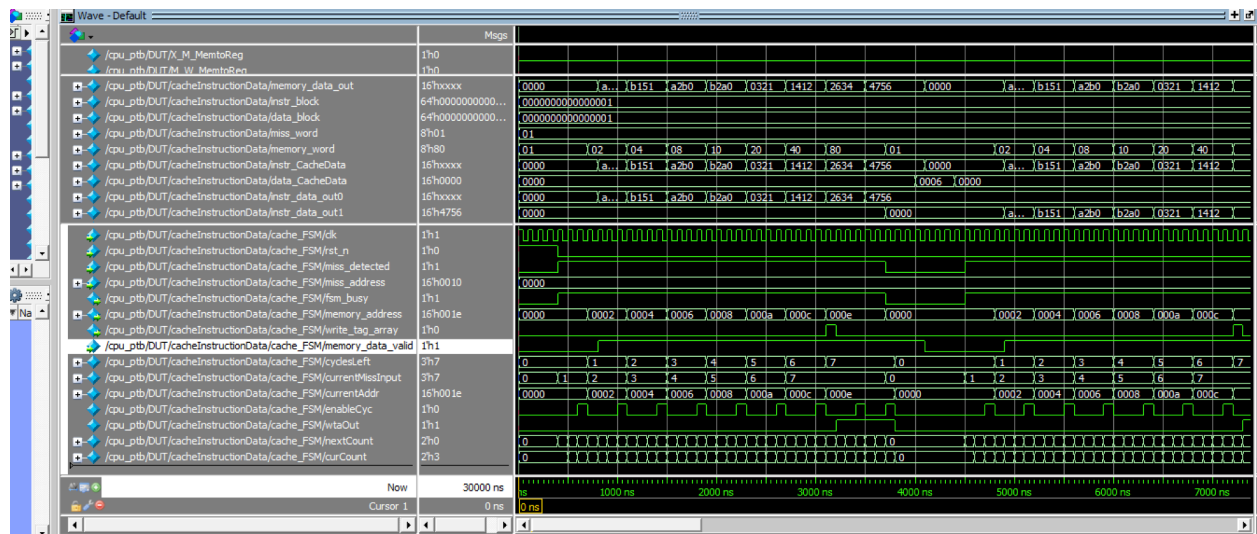 Wave - Default
Msgs
/cpu_ptb/DUT/X_M_MemtoReg 1'h0
/cpu_ptb/DUT/M_W_MemtoReg 1'h0
/cpu_ptb/DUT/cacheInstructionData/memory_data_out 16'hxxxx 0000 a... b151 a2b0 b2a0 0321 1412 2634 4756 0000 a... b151 a2b0 b2a0 0321 1412
/cpu_ptb/DUT/cacheInstructionData/instr_block 64'h0000000000... 0000000000000001
/cpu_ptb/DUT/cacheInstructionData/data_block 64'h0000000000... 0000000000000001
/cpu_ptb/DUT/cacheInstructionData/miss_word 8'h01 01
/cpu_ptb/DUT/cacheInstructionData/memory_word 8'h80 01 02 04 08 10 20 40 80 01 02 04 08 10 20 40
/cpu_ptb/DUT/cacheInstructionData/instr_CacheData 16'hxxxx 0000 a... b151 a2b0 b2a0 0321 1412 2634 4756 0000 a... b151 a2b0 b2a0 0321 1412
/cpu_ptb/DUT/cacheInstructionData/data_CacheData 16'h0000 0000 0006 0000
/cpu_ptb/DUT/cacheInstructionData/instr_data_out0 16'hxxxx 0000 a... b151 a2b0 b2a0 0321 1412 2634 4756
/cpu_ptb/DUT/cacheInstructionData/instr_data_out1 16'h4756 0000 0000 a... b151 a2b0 b2a0 0321 1412
/cpu_ptb/DUT/cacheInstructionData/cache_FSM/clk 1'h1
/cpu_ptb/DUT/cacheInstructionData/cache_FSM/rst_n 1'h0
/cpu_ptb/DUT/cacheInstructionData/cache_FSM/miss_detected 1'h1
/cpu_ptb/DUT/cacheInstructionData/cache_FSM/miss_address 16'h0010 0000
/cpu_ptb/DUT/cacheInstructionData/cache_FSM/fsm_busy 1'h1
/cpu_ptb/DUT/cacheInstructionData/cache_FSM/memory_address 16'h001e 0000 0002 0004 0006 0008 000a 000c 000e 0000 0002 0004 0006 0008 000a 000c
/cpu_ptb/DUT/cacheInstructionData/cache_FSM/write_tag_array 1'h0
/cpu_ptb/DUT/cacheInstructionData/cache_FSM/memory_data_valid 1'h1
/cpu_ptb/DUT/cacheInstructionData/cache_FSM/cyclesLeft 3'h7 0 1 2 3 4 5 6 7 0 1 2 3 4 5 6 7
/cpu_ptb/DUT/cacheInstructionData/cache_FSM/currentMissInput 3'h7 0 1 2 3 4 5 6 7 0 1 2 3 4 5 6 7
/cpu_ptb/DUT/cacheInstructionData/cache_FSM/currentAddr 16'h001e 0000 0002 0004 0006 0008 000a 000c 000e 0000 0002 0004 0006 0008 000a 000c
/cpu_ptb/DUT/cacheInstructionData/cache_FSM/enableCyc 1'h0
/cpu_ptb/DUT/cacheInstructionData/cache_FSM/wtaOut 1'h1
/cpu_ptb/DUT/cacheInstructionData/cache_FSM/nextCount 2'h0 0 0
/cpu_ptb/DUT/cacheInstructionData/cache_FSM/curCount 2'h3 0 0
Na
Now 30000 ns ns 1000 ns 2000 ns 3000 ns 4000 ns 5000 ns 6000 ns 7000 ns
Cursor 1 0 ns 0 ns